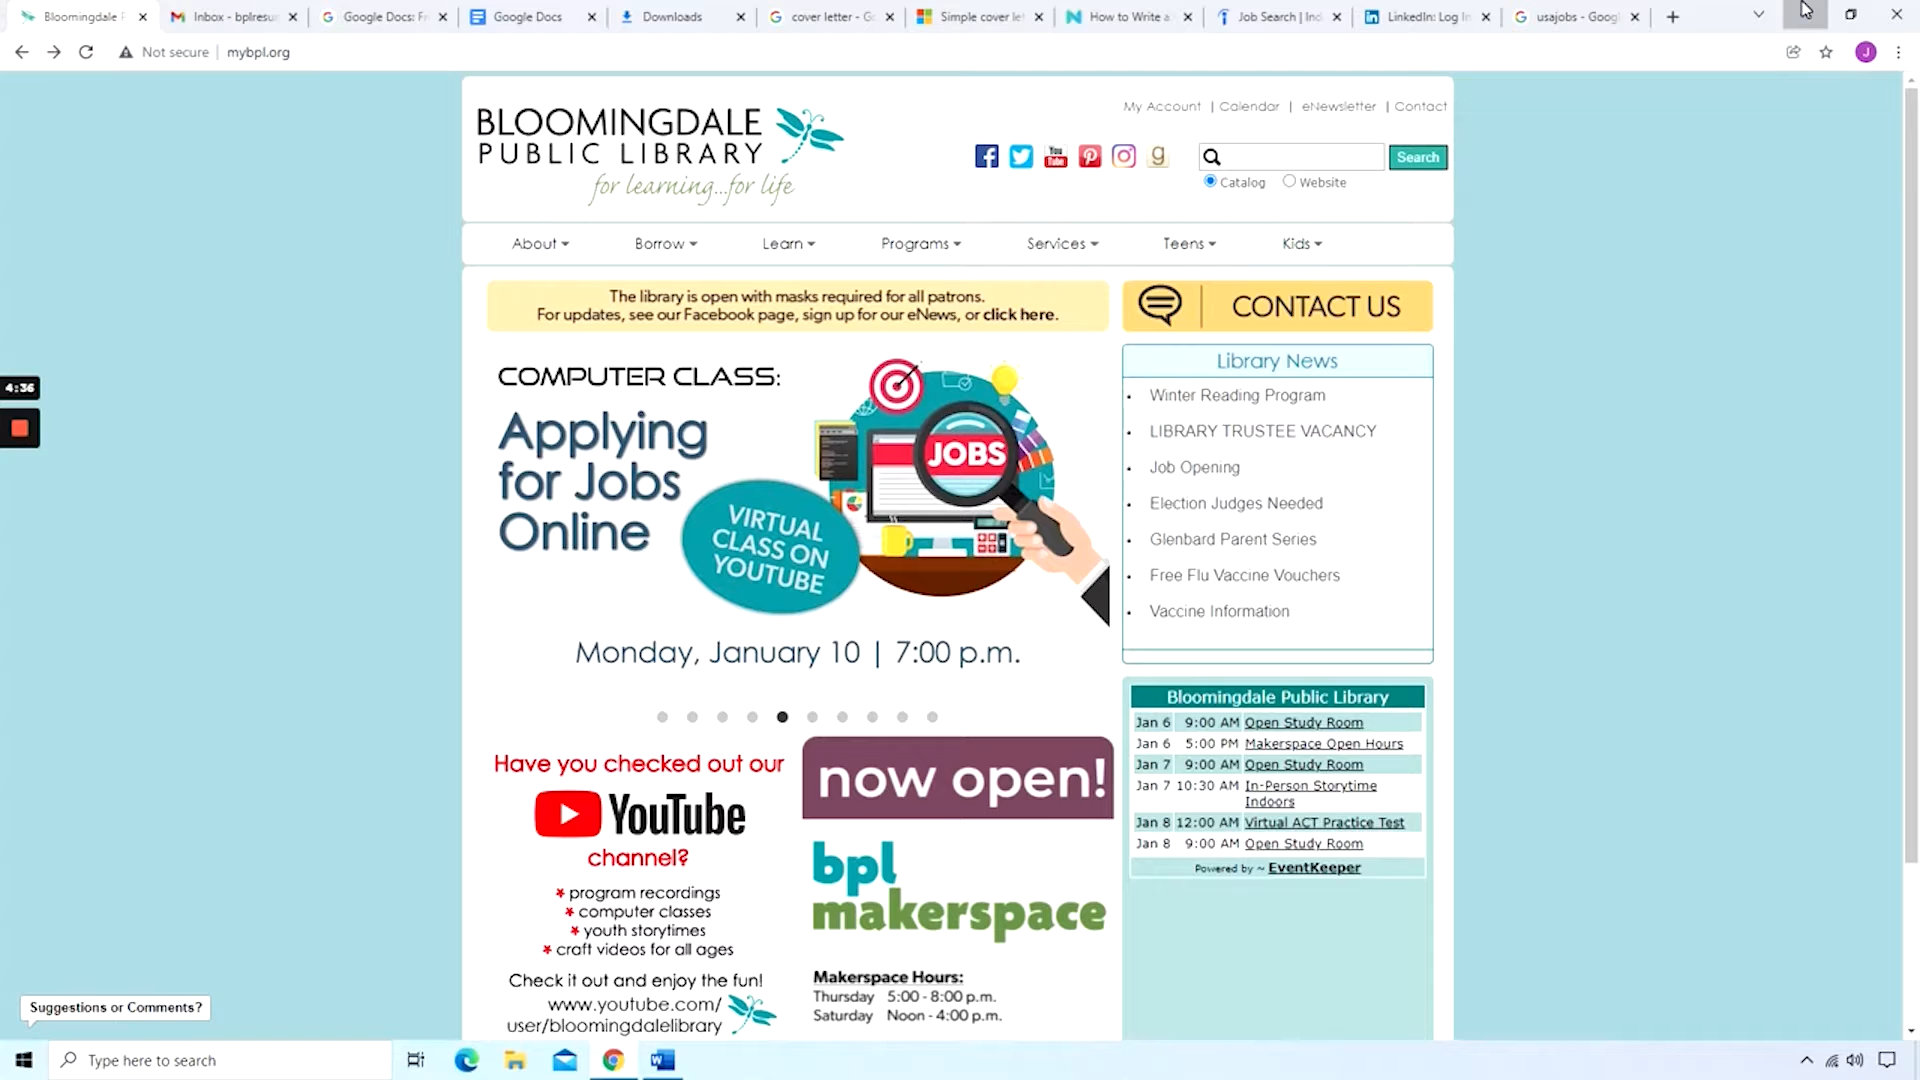 Bloomingdale P
Inbox - bplresu
Google Docs: Fr
Google Docs
Downloads
cover letter - G
Simple cover let
How to Write a
Job Search | Ind
LinkedIn: Log In
usajobs - Googl
Not secure
mybpl.org
J
BLOOMINGDALE
PUBLIC LIBRARY
for learning...for life
My Account | Calendar | eNewsletter | Contact
You
Tube
g
Search
Catalog Website
About Borrow Learn Programs Services Teens Kids
The library is open with masks required for all patrons.
For updates, see our Facebook page, sign up for our eNews, or click here.
CONTACT US
4:36
COMPUTER CLASS:
Applying
for Jobs
Online
JOBS
VIRTUAL
CLASS ON
YOUTUBE
Monday, January 10 | 7:00 p.m.
Library News
Winter Reading Program
LIBRARY TRUSTEE VACANCY
Job Opening
Election Judges Needed
Glenbard Parent Series
Free Flu Vaccine Vouchers
Vaccine Information
Bloomingdale Public Library
Jan 6 9:00 AM Open Study Room
Jan 6 5:00 PM Makerspace Open Hours
Jan 7 9:00 AM Open Study Room
Jan 7 10:30 AM In-Person Storytime
Indoors
Jan 8 12:00 AM Virtual ACT Practice Test
Jan 8 9:00 AM Open Study Room
Powered by ~ EventKeeper
Have you checked out our
YouTube
channel?
* program recordings
* computer classes
* youth storytimes
* craft videos for all ages
Check it out and enjoy the fun!
www.youtube.com/
user/bloomingdalelibrary
now open!
bpl
makerspace
Makerspace Hours:
Thursday 5:00 - 8:00 p.m.
Saturday Noon - 4:00 p.m.
Suggestions or Comments?
Type here to search